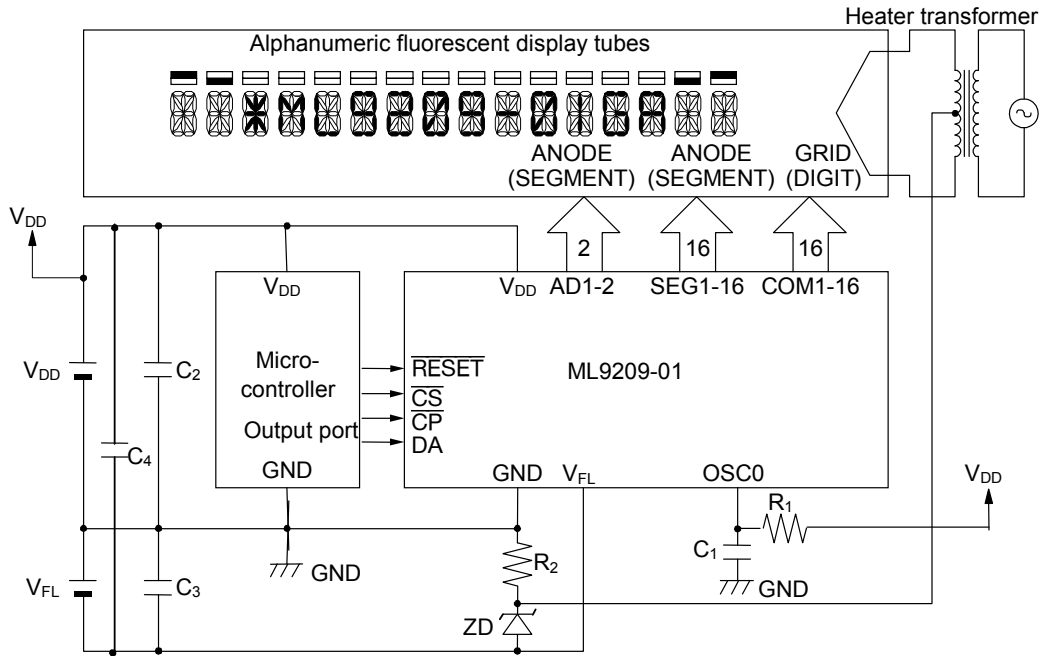 Heater transformer
Alphanumeric fluorescent display tubes
ANODE
(SEGMENT)
ANODE
(SEGMENT)
GRID
(DIGIT)
2
16
16
VDD
VDD
VDD
AD1-2
SEG1-16
COM1-16
VDD
C2
C4
Micro-
controller
Output port
GND
RESET
CS
CP
DA
ML9209-01
GND
VFL
OSC0
R1
VDD
C1
GND
R2
GND
VFL
C3
ZD